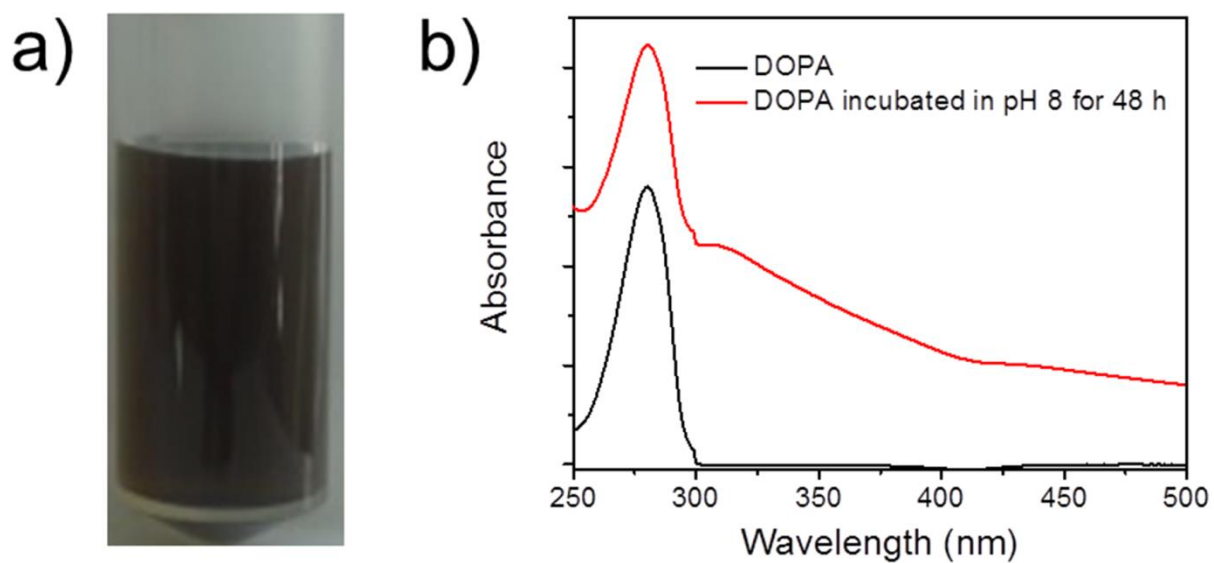 a)
b)
DOPA
DOPA incubated in pH 8 for 48 h
Absorbance
250 300 350 400 450 500
Wavelength (nm)